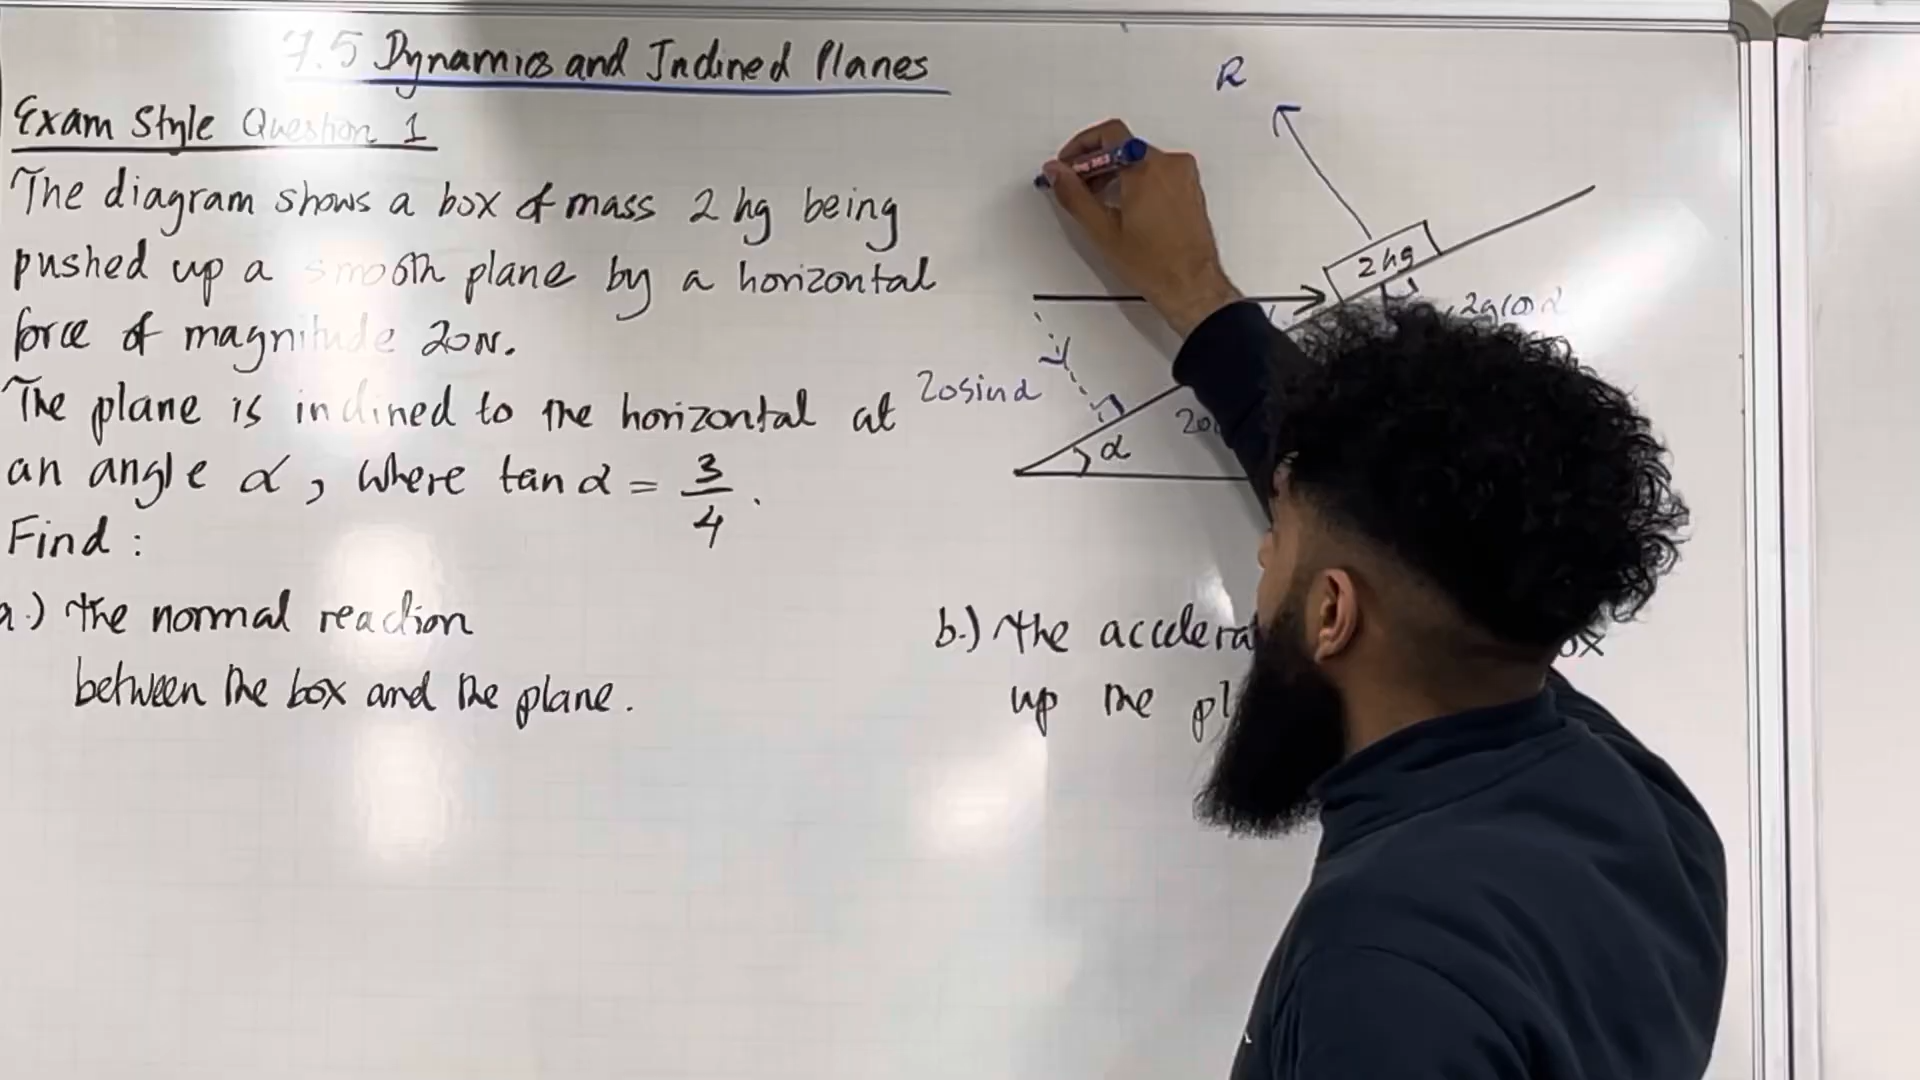 7.5 Dynamics and Inclined Planes
Exam Style Question 1
The diagram shows a box of mass 2 kg being
pushed up a smooth plane by a horizontal
force of magnitude 20N.
The plane is inclined to the horizontal at
an angle α, where tan α = 3/4.
Find:
a.) the normal reaction
between the box and the plane.
b.) the accelera
ox
up the pl
R
2kg
2gcosα
20sinα
20
α